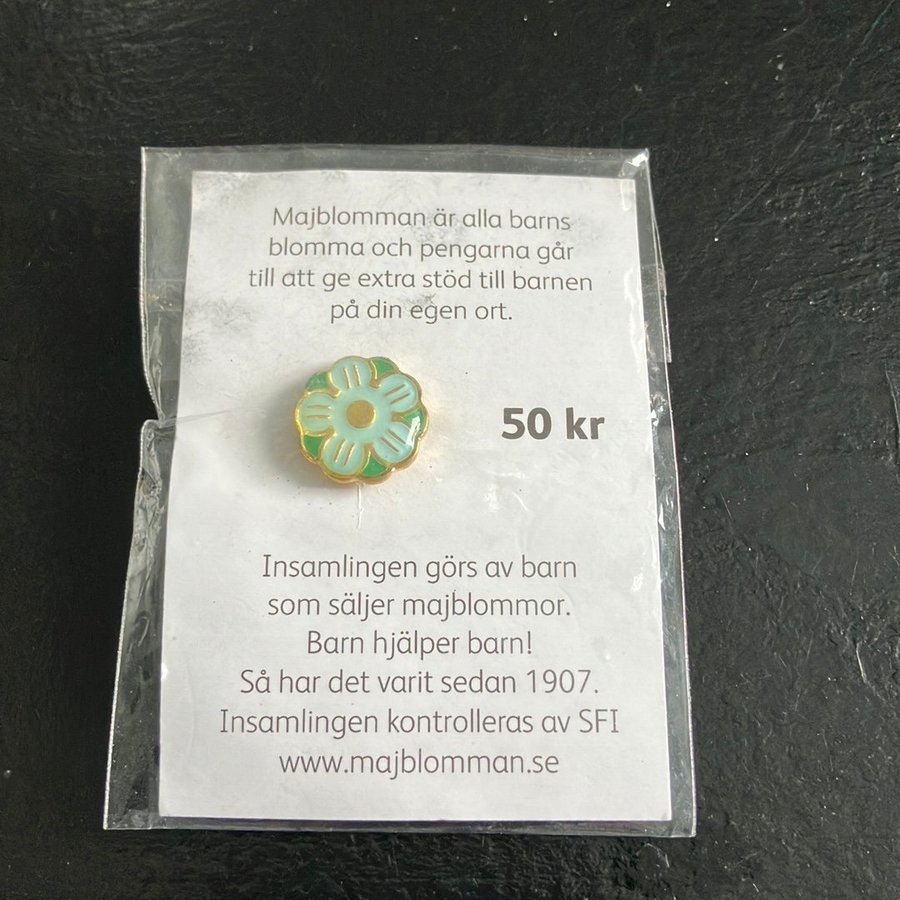 Majblomman är alla barns
blomma och pengarna går
till att ge extra stöd till barnen
på din egen ort.
50 kr
Insamlingen görs av barn
som säljer majblommor.
Barn hjälper barn!
Så har det varit sedan 1907.
Insamlingen kontrolleras av SFI
www.majblomman.se